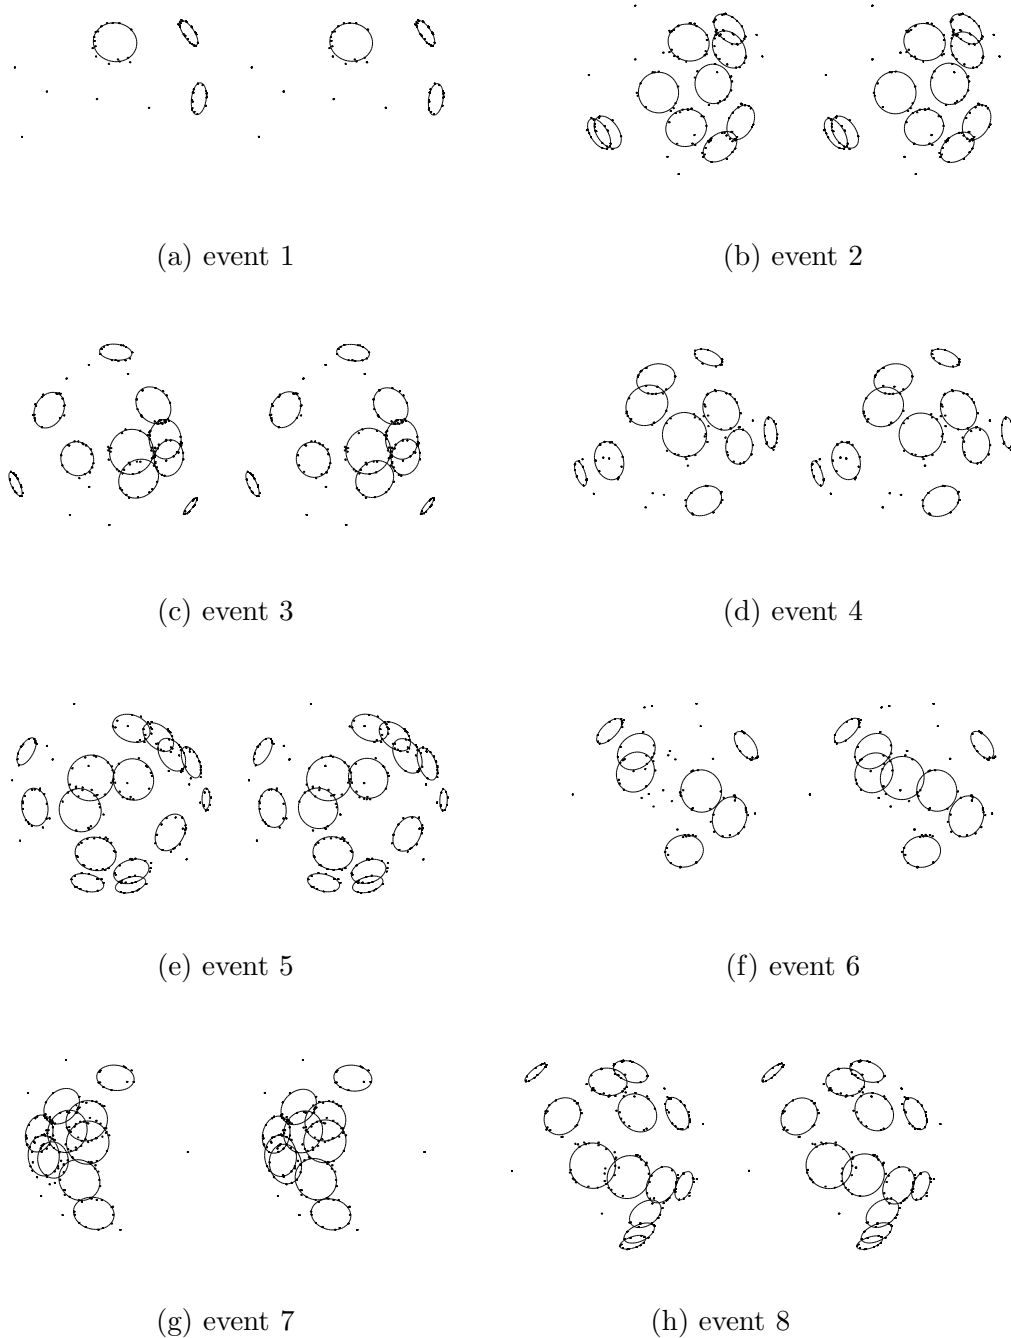 (a) event 1
(b) event 2
(c) event 3
(d) event 4
(e) event 5
(f) event 6
(g) event 7
(h) event 8